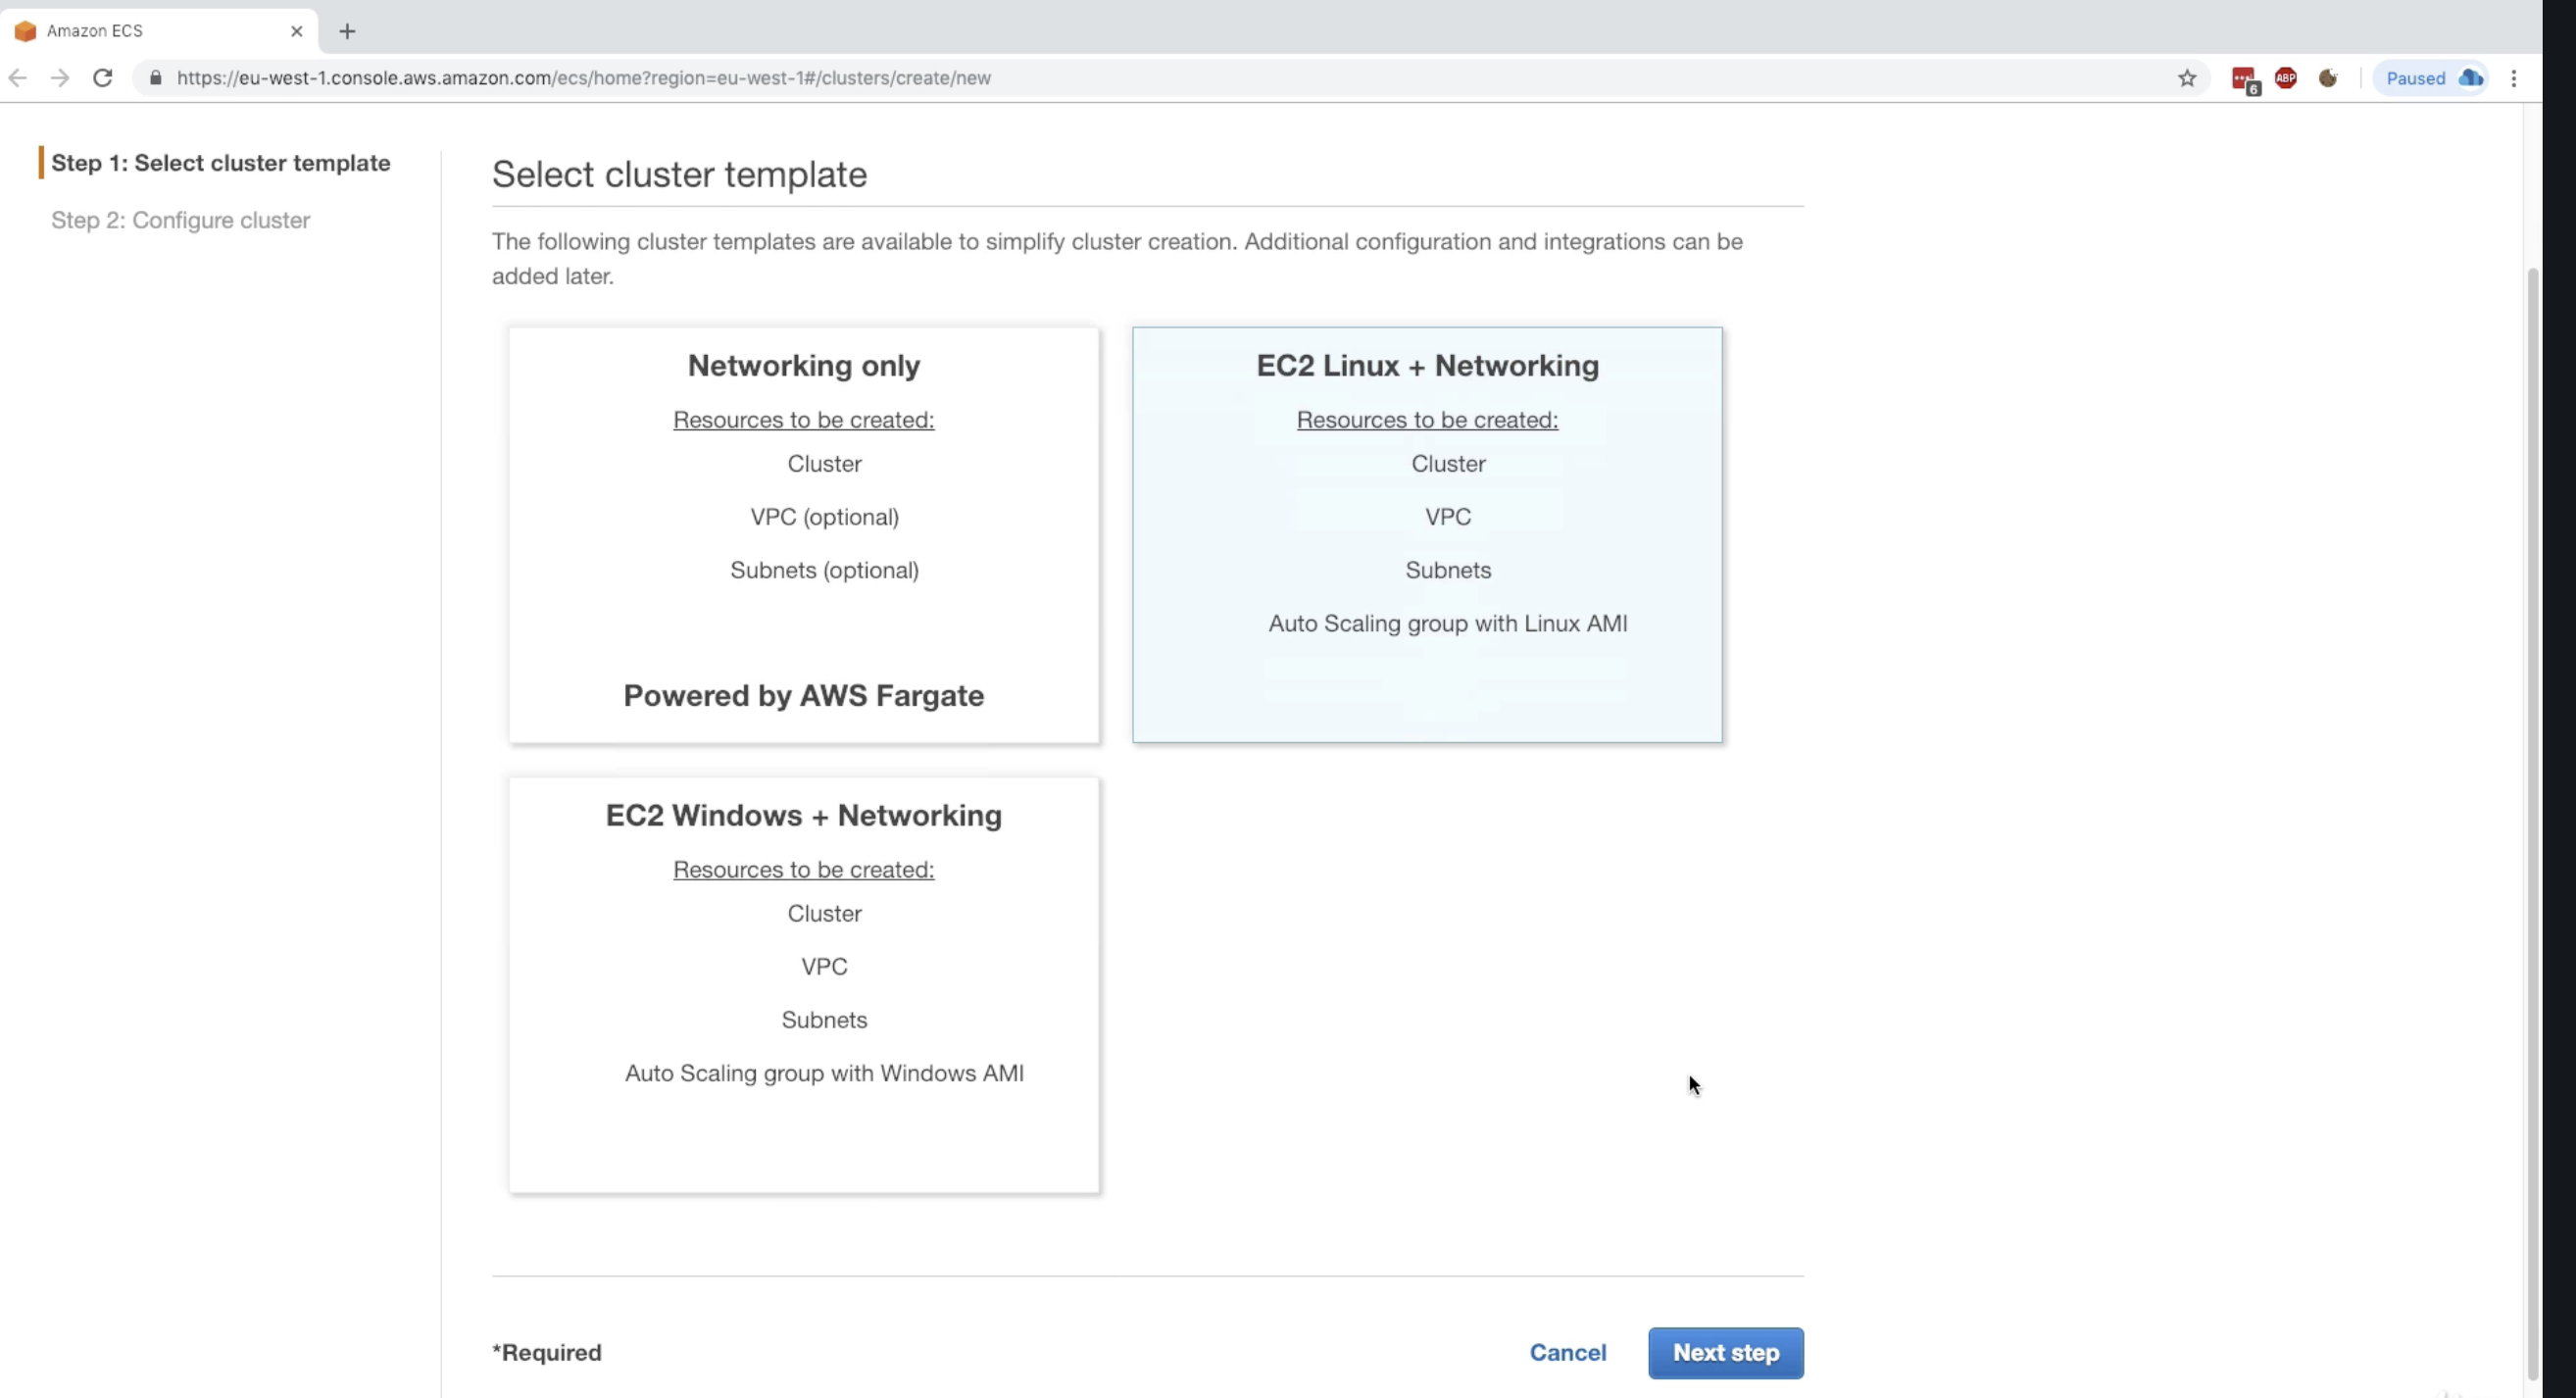 Amazon ECS
https://eu-west-1.console.aws.amazon.com/ecs/home?region=eu-west-1#/clusters/create/new
6
ABP
Paused
Step 1: Select cluster template
Step 2: Configure cluster
Select cluster template
The following cluster templates are available to simplify cluster creation. Additional configuration and integrations can be
added later.
Networking only
Resources to be created:
Cluster
VPC (optional)
Subnets (optional)
Powered by AWS Fargate
EC2 Linux + Networking
Resources to be created:
Cluster
VPC
Subnets
Auto Scaling group with Linux AMI
EC2 Windows + Networking
Resources to be created:
Cluster
VPC
Subnets
Auto Scaling group with Windows AMI
*Required
Cancel
Next step